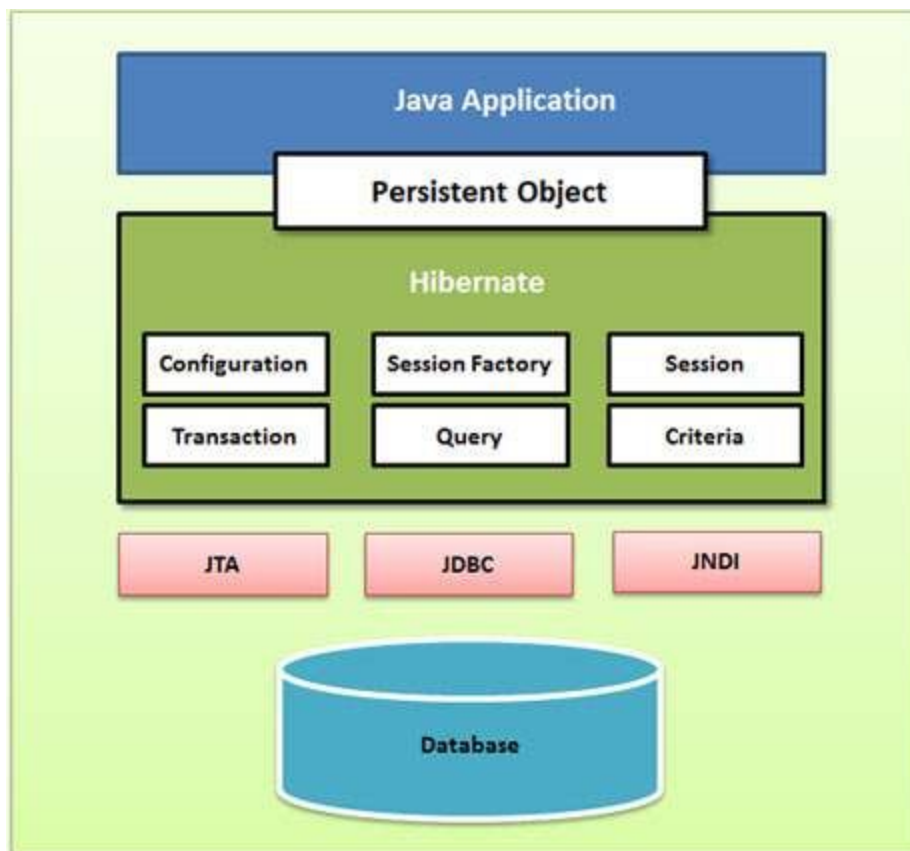 Java Application
Persistent Object
Hibernate
Configuration
Session Factory
Session
Transaction
Query
Criteria
JTA
JDBC
JNDI
Database